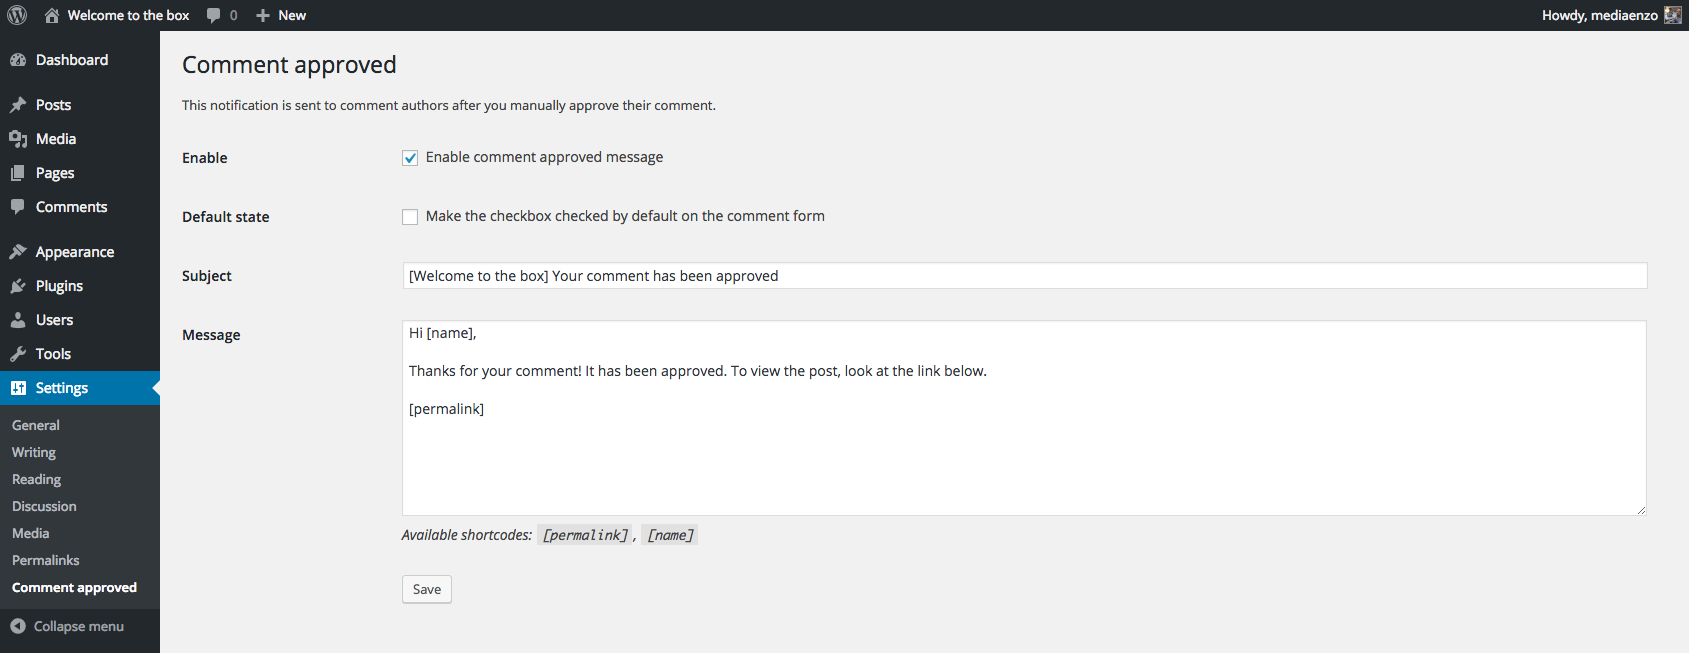 Welcome to the box 0 New Howdy, mediaenzo
Dashboard
Posts
Media
Pages
Comments
Appearance
Plugins
Users
Tools
Settings
General
Writing
Reading
Discussion
Media
Permalinks
Comment approved
Collapse menu
Comment approved
This notification is sent to comment authors after you manually approve their comment.
Enable
Enable comment approved message
Default state
Make the checkbox checked by default on the comment form
Subject
[Welcome to the box] Your comment has been approved
Message
Hi [name],
Thanks for your comment! It has been approved. To view the post, look at the link below.
[permalink]
Available shortcodes: [permalink], [name]
Save